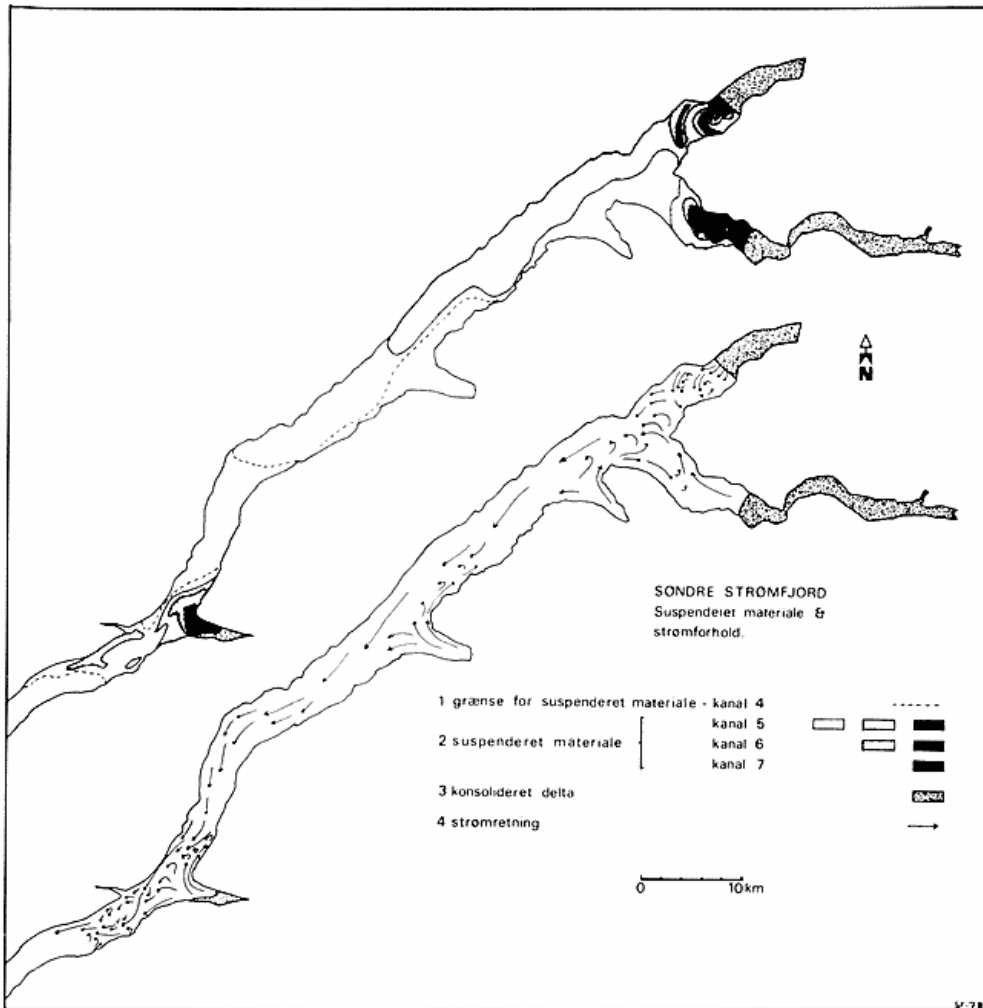 N
SONDRE STRØMFJORD
Suspenderet materiale &
strømforhold.
1 grænse for suspenderet materiale - kanal 4
kanal 5
2 suspenderet materiale
kanal 6
kanal 7
3 konsolideret delta
4 strømretning
0 10km